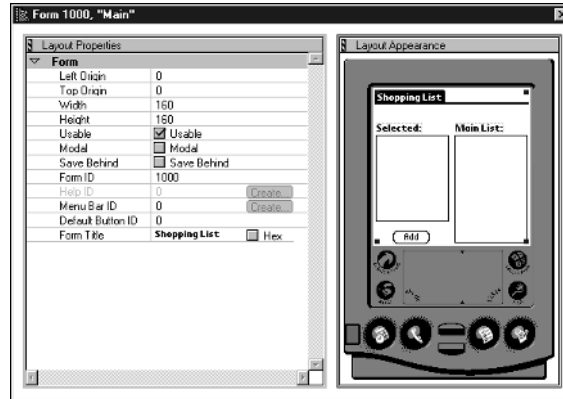 Form 1000, "Main"
Layout Properties
Form
Left Origin 0
Top Origin 0
Width 160
Height 160
Usable Usable
Modal Modal
Save Behind Save Behind
Form ID 1000
Help ID 0 Create...
Menu Bar ID 0 Create...
Default Button ID 0
Form Title Shopping List Hex
Layout Appearance
Shopping List
Selected: Main List:
Add